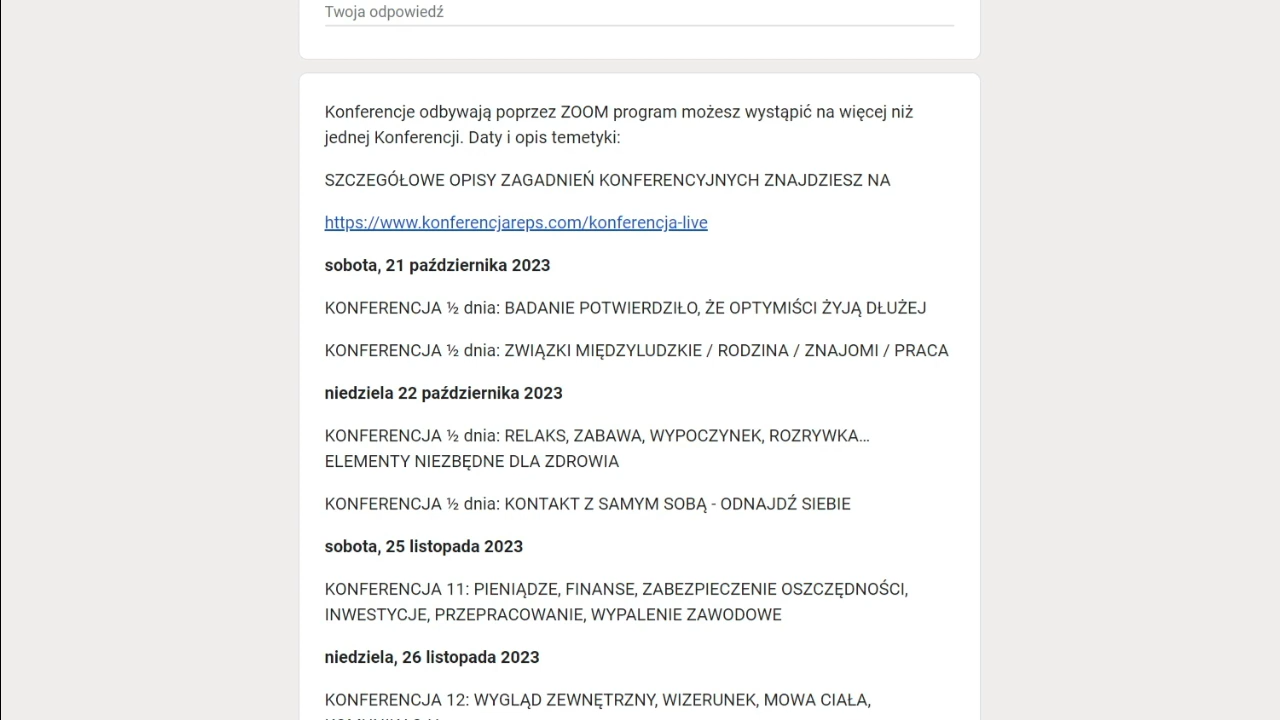 Twoja odpowiedź
Konferencje odbywają poprzez ZOOM program możesz wystąpić na więcej niż
jednej Konferencji. Daty i opis temetyki:
SZCZEGÓŁOWE OPISY ZAGADNIEŃ KONFERENCYJNYCH ZNAJDZIESZ NA
https://www.konferencjareps.com/konferencja-live
sobota, 21 października 2023
KONFERENCJA ½ dnia: BADANIE POTWIERDZIŁO, ŻE OPTYMIŚCI ŻYJĄ DŁUŻEJ
KONFERENCJA ½ dnia: ZWIĄZKI MIĘDZYLUDZKIE / RODZINA / ZNAJOMI / PRACA
niedziela 22 października 2023
KONFERENCJA ½ dnia: RELAKS, ZABAWA, WYPOCZYNEK, ROZRYWKA…
ELEMENTY NIEZBĘDNE DLA ZDROWIA
KONFERENCJA ½ dnia: KONTAKT Z SAMYM SOBĄ - ODNAJDŹ SIEBIE
sobota, 25 listopada 2023
KONFERENCJA 11: PIENIĄDZE, FINANSE, ZABEZPIECZENIE OSZCZĘDNOŚCI,
INWESTYCJE, PRZEPRACOWANIE, WYPALENIE ZAWODOWE
niedziela, 26 listopada 2023
KONFERENCJA 12: WYGLĄD ZEWNĘTRZNY, WIZERUNEK, MOWA CIAŁA,